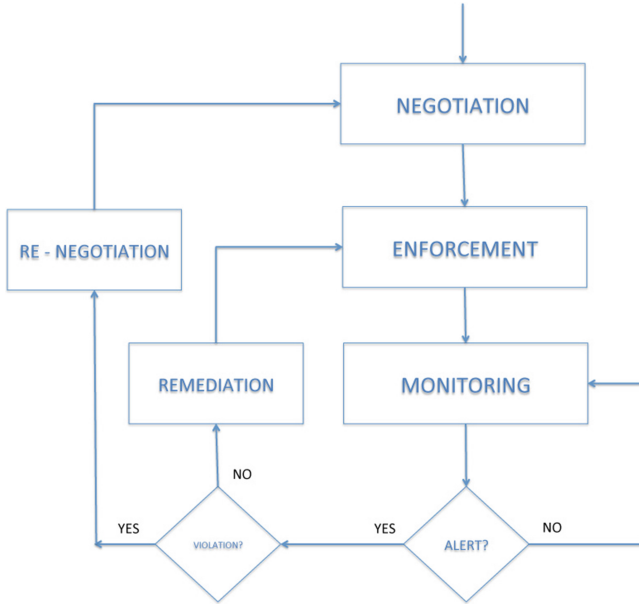 NEGOTIATION
RE - NEGOTIATION
ENFORCEMENT
REMEDIATION
MONITORING
NO
YES
VIOLATION?
YES
ALERT?
NO